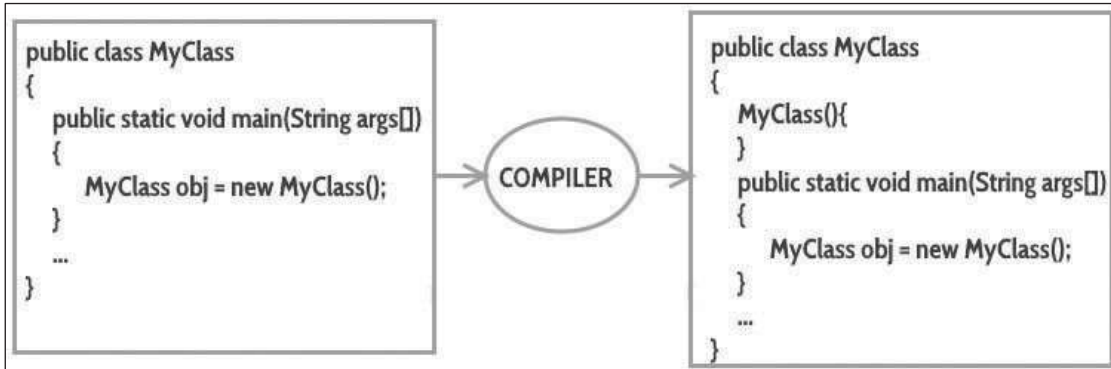 public class MyClass
{
public static void main(String args[])
{
MyClass obj = new MyClass();
}
...
}
COMPILER
public class MyClass
{
MyClass(){
}
public static void main(String args[])
{
MyClass obj = new MyClass();
}
...
}